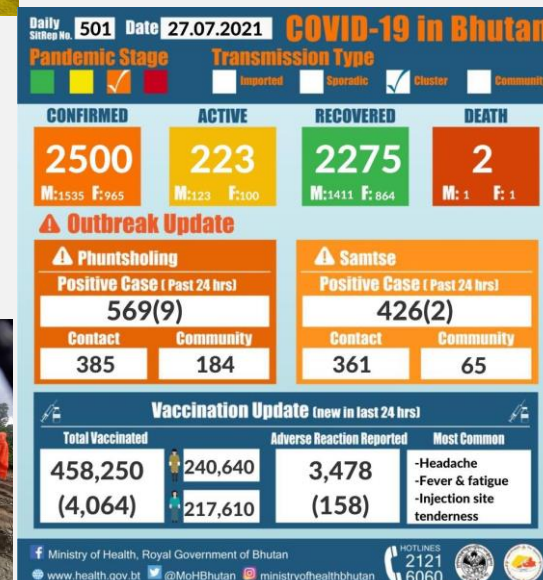 Daily SitRep No. 501 Date 27.07.2021 COVID-19 in Bhutan
Pandemic Stage Transmission Type
Imported Sporadic Cluster Community
CONFIRMED ACTIVE RECOVERED DEATH
2500 223 2275 2
M:1535 F:965 M:123 F:100 M:1411 F:864 M: 1 F: 1
Outbreak Update
Phuntsholing Samtse
Positive Case ( Past 24 hrs) Positive Case ( Past 24 hrs)
569(9) 426(2)
Contact Community Contact Community
385 184 361 65
Vaccination Update (new in last 24 hrs)
Total Vaccinated Adverse Reaction Reported Most Common
458,250 240,640 3,478 -Headache
-Fever & fatigue
(4,064) 217,610 (158) -Injection site
tenderness
Ministry of Health, Royal Government of Bhutan HOTLINES
2121
www.health.gov.bt @MoHBhutan ministryofhealthbhutan 6060